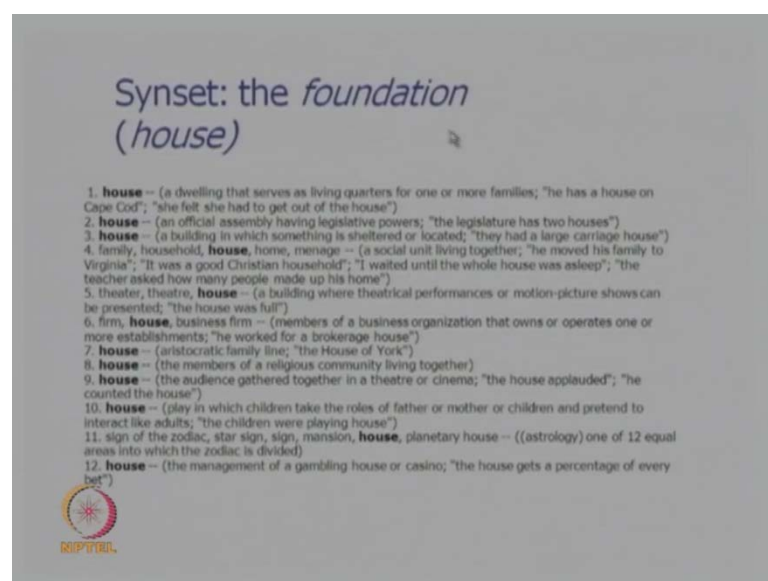 Synset: the foundation
(house)
1. house -- (a dwelling that serves as living quarters for one or more families; "he has a house on
Cape Cod"; "she felt she had to get out of the house")
2. house -- (an official assembly having legislative powers; "the legislature has two houses")
3. house -- (a building in which something is sheltered or located; "they had a large carriage house")
4. family, household, house, home, menage -- (a social unit living together; "he moved his family to
Virginia"; "It was a good Christian household"; "I waited until the whole house was asleep"; "the
teacher asked how many people made up his home")
5. theater, theatre, house -- (a building where theatrical performances or motion-picture shows can
be presented; "the house was full")
6. firm, house, business firm -- (members of a business organization that owns or operates one or
more establishments; "he worked for a brokerage house")
7. house -- (aristocratic family line; "the House of York")
8. house -- (the members of a religious community living together)
9. house -- (the audience gathered together in a theatre or cinema; "the house applauded"; "he
counted the house")
10. house -- (play in which children take the roles of father or mother or children and pretend to
interact like adults; "the children were playing house")
11. sign of the zodiac, star sign, sign, mansion, house, planetary house -- ((astrology) one of 12 equal
areas into which the zodiac is divided)
12. house -- (the management of a gambling house or casino; "the house gets a percentage of every
bet")
NPTEL